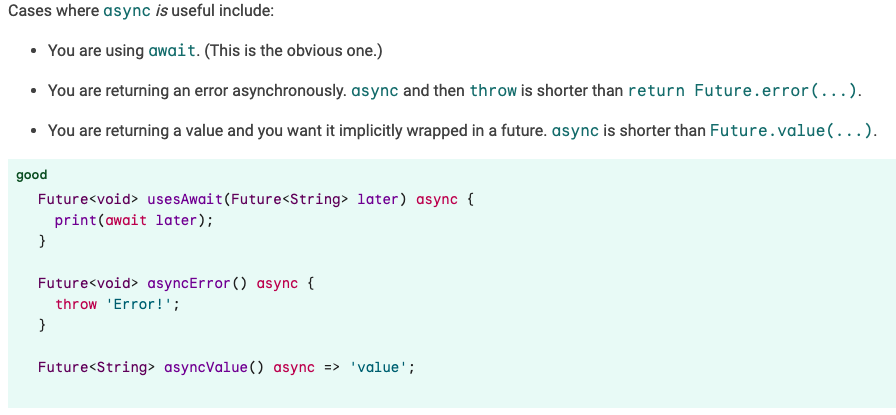 Cases where async is useful include:
• You are using await. (This is the obvious one.)
• You are returning an error asynchronously. async and then throw is shorter than return Future.error(...).
• You are returning a value and you want it implicitly wrapped in a future. async is shorter than Future.value(...).
good
Future<void> usesAwait(Future<String> later) async {
  print(await later);
}
Future<void> asyncError() async {
  throw 'Error!';
}
Future<String> asyncValue() async => 'value';